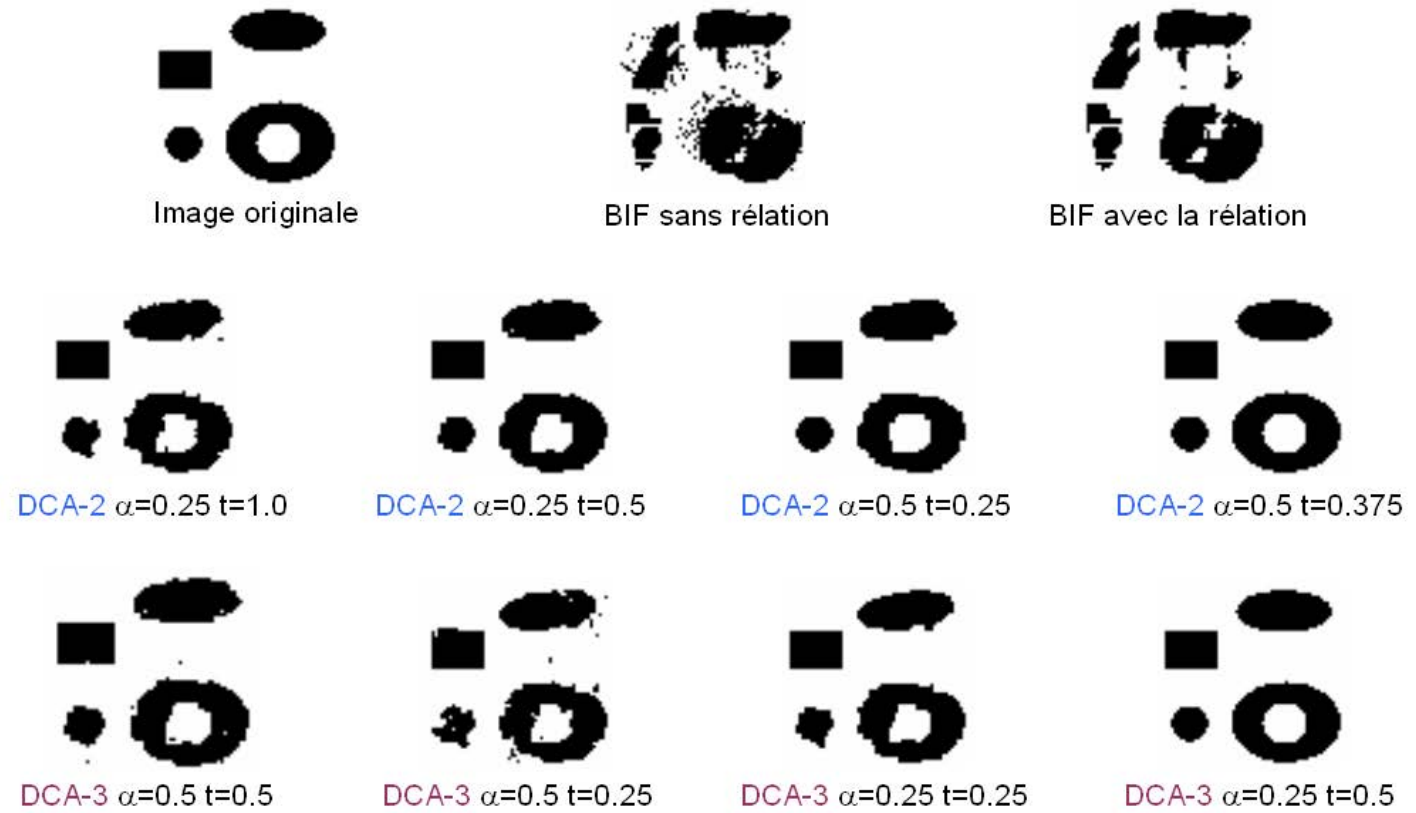 Image originale
BIF sans rélation
BIF avec la rélation
DCA-2 α=0.25 t=1.0
DCA-2 α=0.25 t=0.5
DCA-2 α=0.5 t=0.25
DCA-2 α=0.5 t=0.375
DCA-3 α=0.5 t=0.5
DCA-3 α=0.5 t=0.25
DCA-3 α=0.25 t=0.25
DCA-3 α=0.25 t=0.5